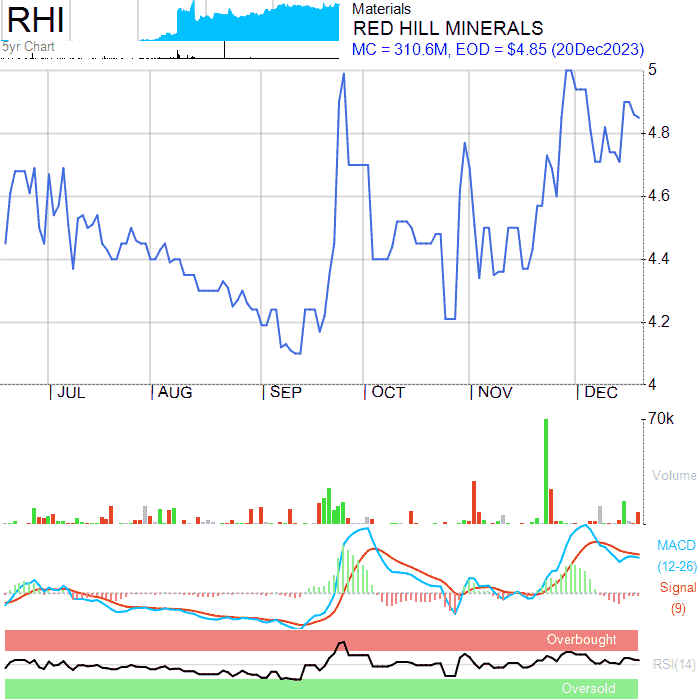 RHI
5yr Chart
Materials
RED HILL MINERALS
MC = 310.6M, EOD = $4.85 (20Dec2023)
5
4.8
4.6
4.4
4.2
4
JUL AUG SEP OCT NOV DEC
70k
Volume
MACD
(12-26)
Signal
(9)
Overbought
RSI(14)
Oversold